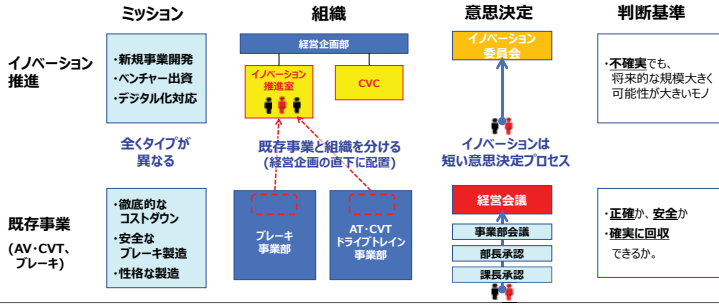 ミッション
組織
意思決定
判断基準
イノベーション
推進
・新規事業開発
・ベンチャー出資
・デジタル化対応
経営企画部
イノベーション
推進室
CVC
イノベーション
委員会
・不確実でも、
将来的な規模大きく
可能性が大きいモノ
全くタイプが
異なる
既存事業と組織を分ける
(経営企画の直下に配置)
イノベーションは
短い意思決定プロセス
既存事業
(AV・CVT、
ブレーキ)
・徹底的な
コストダウン
・安全な
ブレーキ製造
・性格な製造
ブレーキ
事業部
AT・CVT
ドライブトレイン
事業部
経営会議
事業部会議
部長承認
課長承認
・正確か、安全か
・確実に回収
できるか。